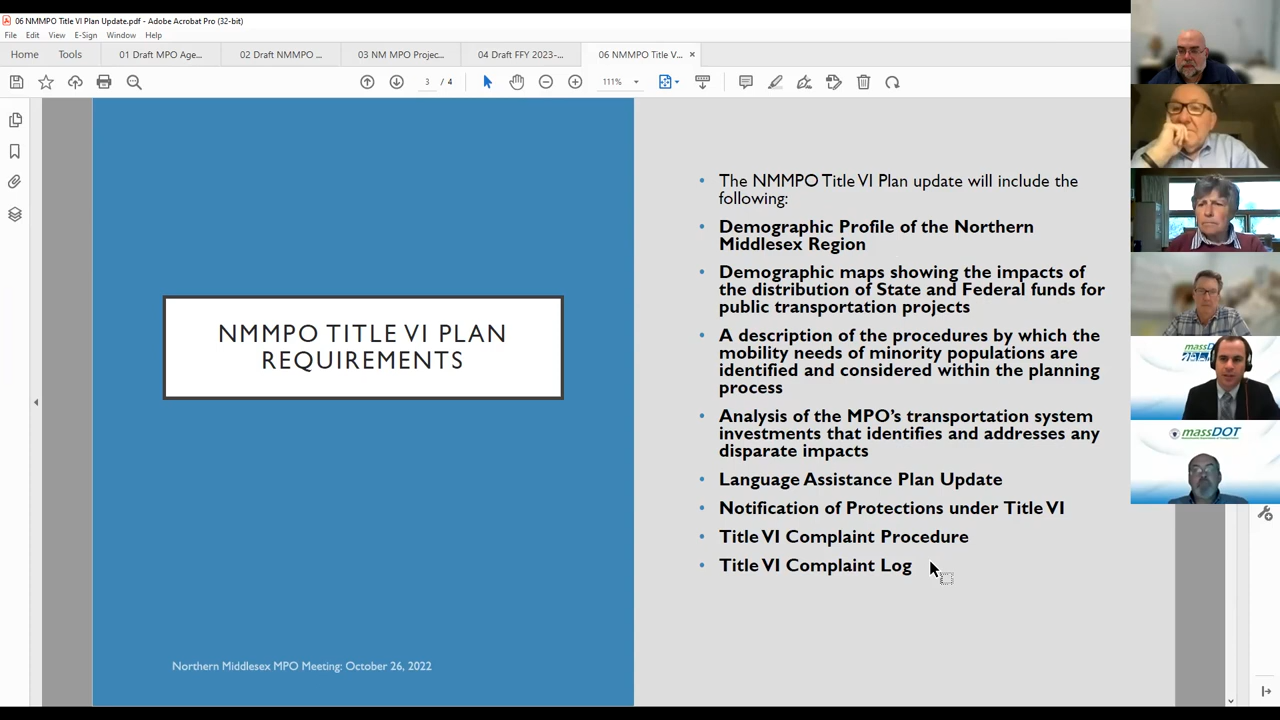 06 NMMPO Title VI Plan Update.pdf - Adobe Acrobat Pro (32-bit)
File Edit View E-Sign Window Help
Home Tools 01 Draft MPO Age... 02 Draft NMMPO ... 03 NM MPO Projec... 04 Draft FFY 2023-... 06 NMMPO Title V... ×
3 / 4 111%
NMMPO TITLE VI PLAN
REQUIREMENTS
Northern Middlesex MPO Meeting: October 26, 2022
• The NMMPO Title VI Plan update will include the
following:
• Demographic Profile of the Northern
Middlesex Region
• Demographic maps showing the impacts of
the distribution of State and Federal funds for
public transportation projects
• A description of the procedures by which the
mobility needs of minority populations are
identified and considered within the planning
process
• Analysis of the MPO’s transportation system
investments that identifies and addresses any
disparate impacts
• Language Assistance Plan Update
• Notification of Protections under Title VI
• Title VI Complaint Procedure
• Title VI Complaint Log
massDOT